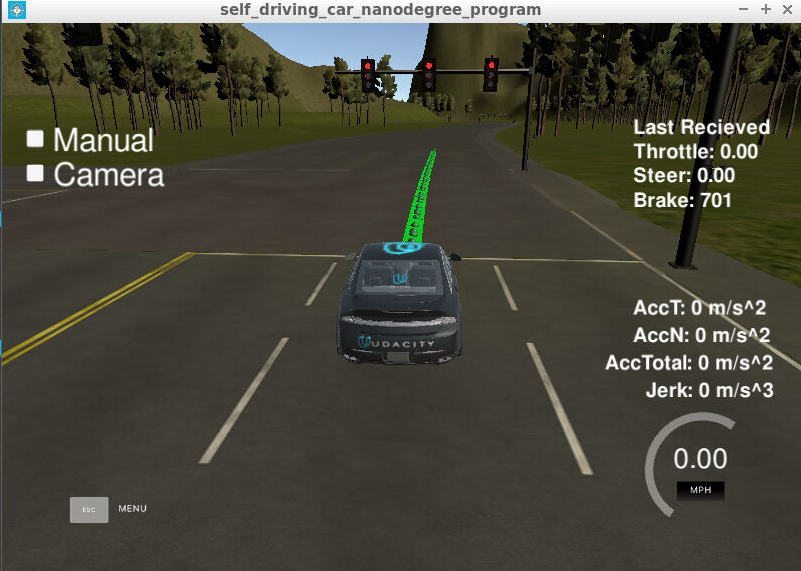 self_driving_car_nanodegree_program
Manual
Camera
Last Recieved
Throttle: 0.00
Steer: 0.00
Brake: 701
AccT: 0 m/s^2
AccN: 0 m/s^2
AccTotal: 0 m/s^2
Jerk: 0 m/s^3
UDACITY
0.00
MPH
ESC MENU